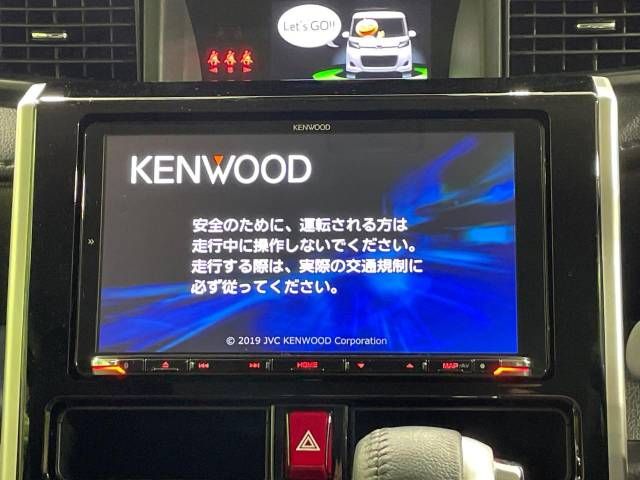 Let's GO!!
KENWOOD
KENWOOD
安全のために、運転される方は
走行中に操作しないでください。
走行する際は、実際の交通規制に
必ず従ってください。
© 2019 JVC KENWOOD Corporation
HOME
MAP